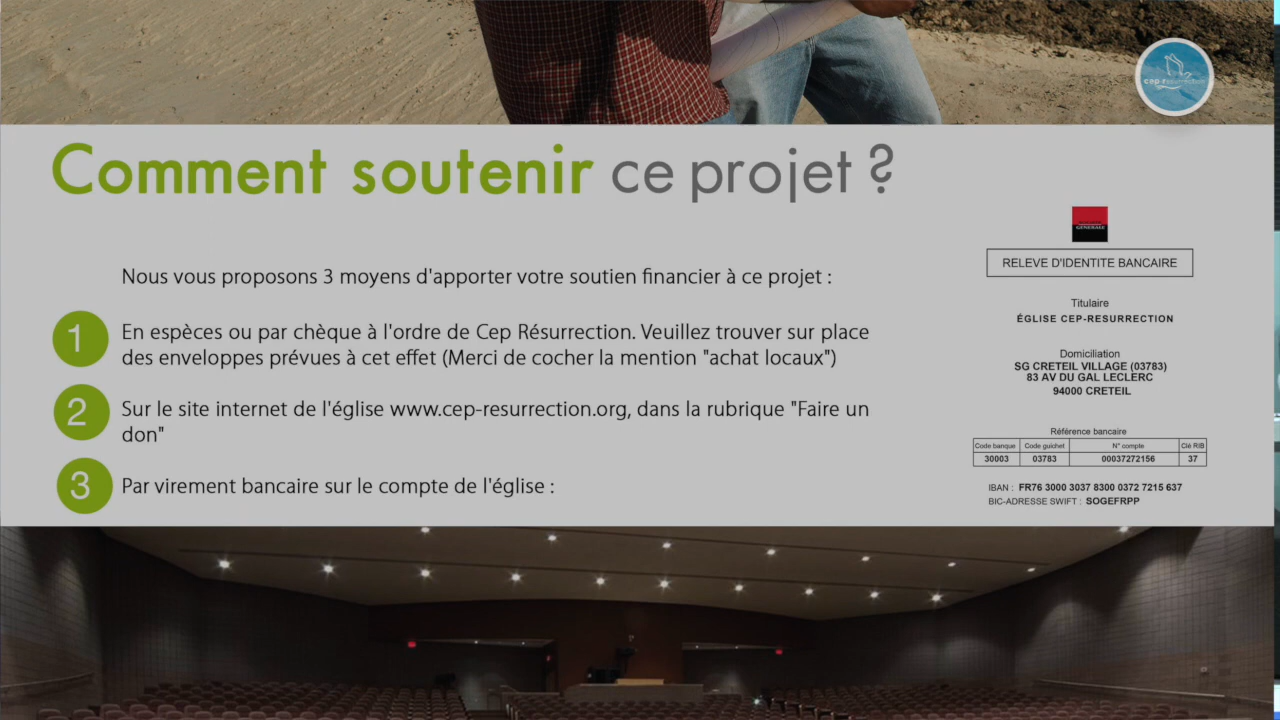 cep-resurrection
Comment soutenir ce projet ?
Nous vous proposons 3 moyens d'apporter votre soutien financier à ce projet :
1
En espèces ou par chèque à l'ordre de Cep Résurrection. Veuillez trouver sur place
des enveloppes prévues à cet effet (Merci de cocher la mention "achat locaux")
2
Sur le site internet de l'église www.cep-resurrection.org, dans la rubrique "Faire un
don"
3
Par virement bancaire sur le compte de l'église :
GENERALE
RELEVE D'IDENTITE BANCAIRE
Titulaire
ÉGLISE CEP-RESURRECTION
Domiciliation
SG CRETEIL VILLAGE (03783)
83 AV DU GAL LECLERC
94000 CRETEIL
Référence bancaire
Code banque Code guichet N° compte Clé RIB
30003 03783 00037272156 37
IBAN : FR76 3000 3037 8300 0372 7215 637
BIC-ADRESSE SWIFT : SOGEFRPP